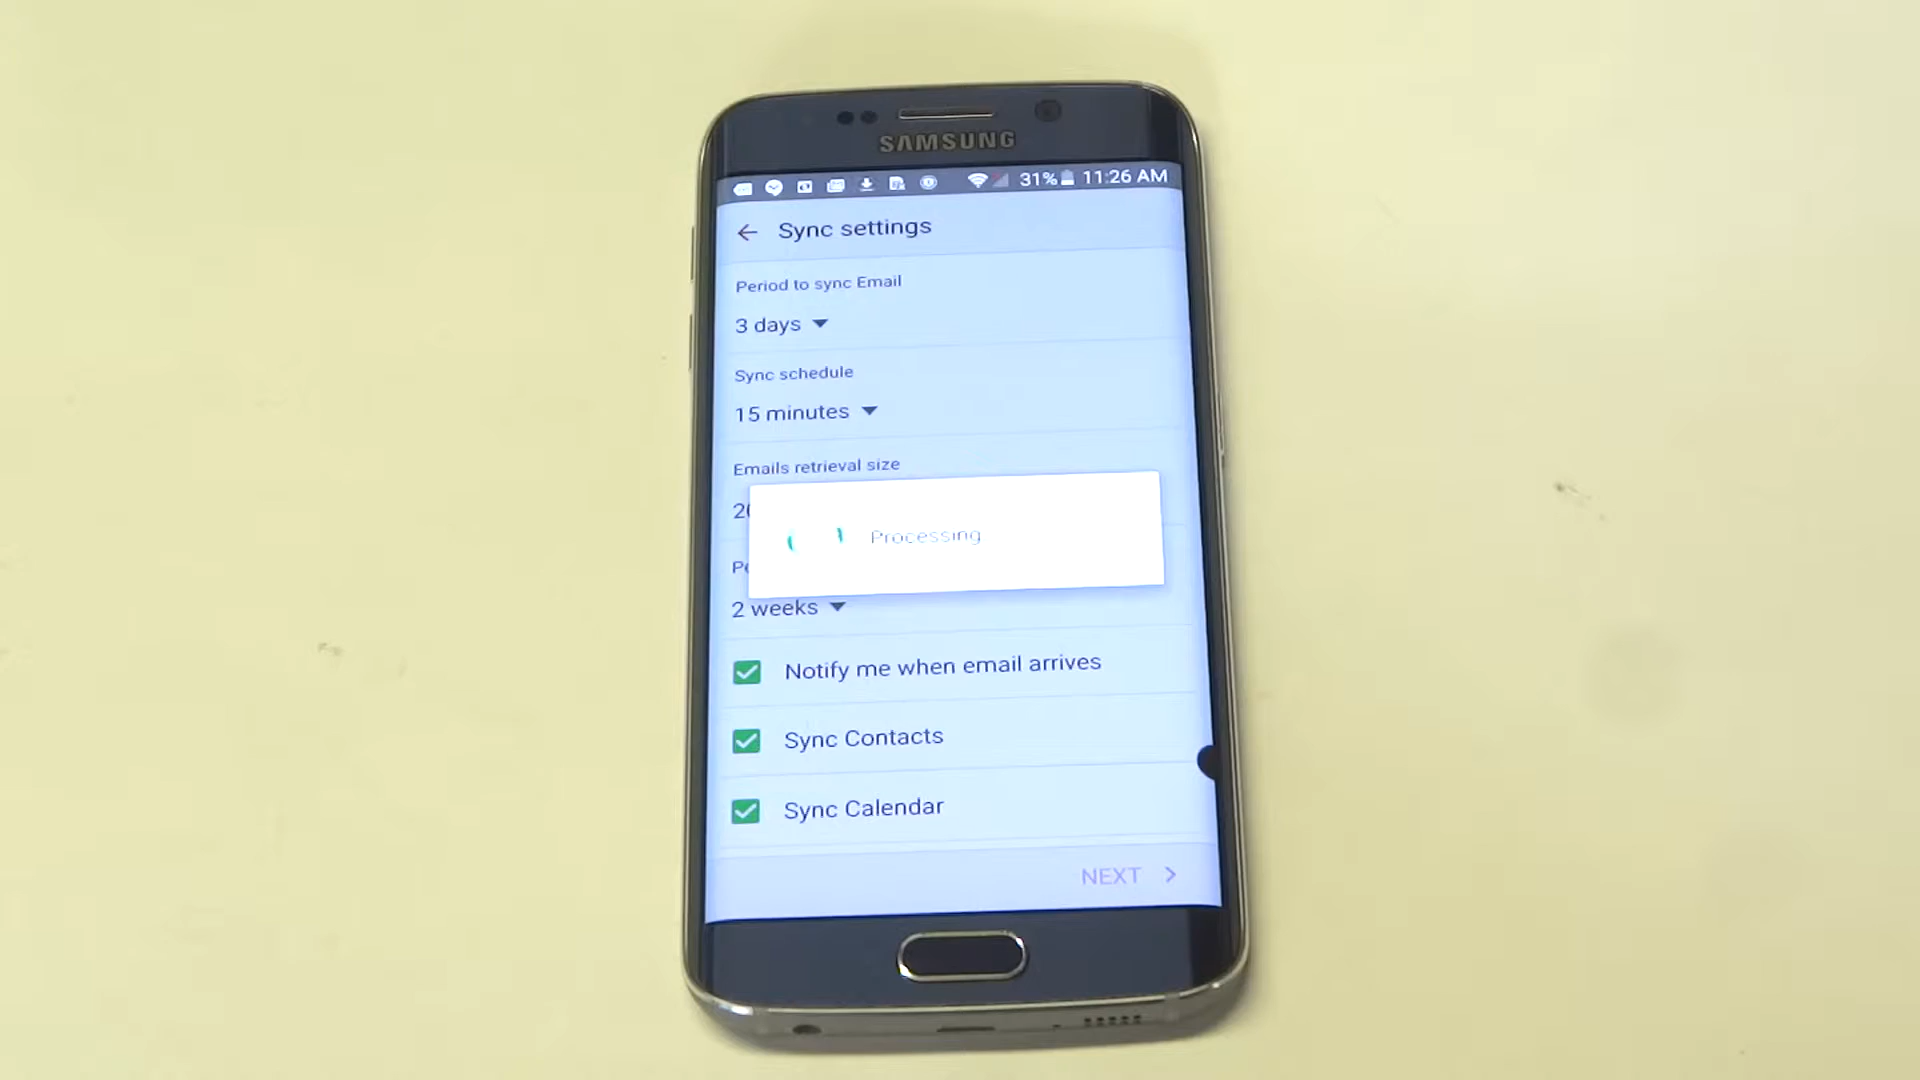 SAMSUNG
31% 11:26 AM
Sync settings
Period to sync Email
3 days
Sync schedule
15 minutes
Emails retrieval size
Processing
2 weeks
Notify me when email arrives
Sync Contacts
Sync Calendar
NEXT